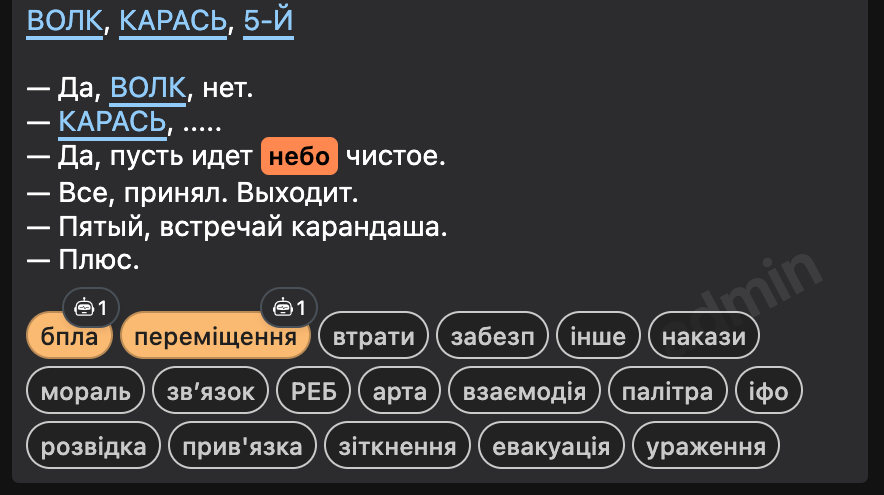 ВОЛК, КАРАСЬ, 5-Й
— Да, ВОЛК, нет.
— КАРАСЬ, .....
— Да, пусть идет небо чистое.
— Все, принял. Выходит.
— Пятый, встречай карандаша.
— Плюс.
1 1
бпла переміщення втрати забезп інше накази
мораль зв’язок РЕБ арта взаємодія палітра іфо
розвідка прив'язка зіткнення евакуація ураження